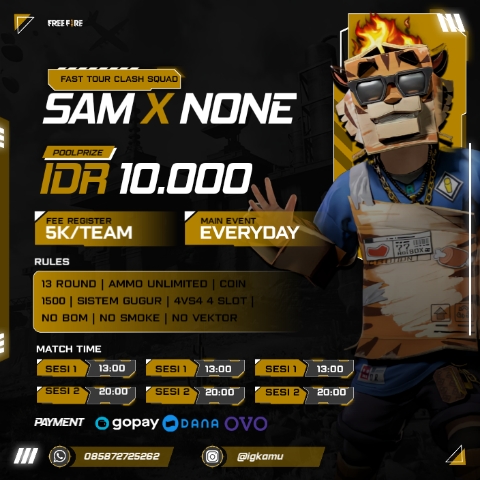 FREE FIRE
FAST TOUR CLASH SQUAD
SAM X NONE
POOLPRIZE
IDR 10.000
FEE REGISTER
5K/TEAM
MAIN EVENT
EVERYDAY
RULES
13 ROUND | AMMO UNLIMITED | COIN
1500 | SISTEM GUGUR | 4VS4 4 SLOT |
NO BOM | NO SMOKE | NO VEKTOR
MATCH TIME
SESI 1 13:00 SESI 1 13:00 SESI 1 13:00
SESI 2 20:00 SESI 2 20:00 SESI 2 20:00
PAYMENT gopay DANA OVO
085872725262 @igkamu